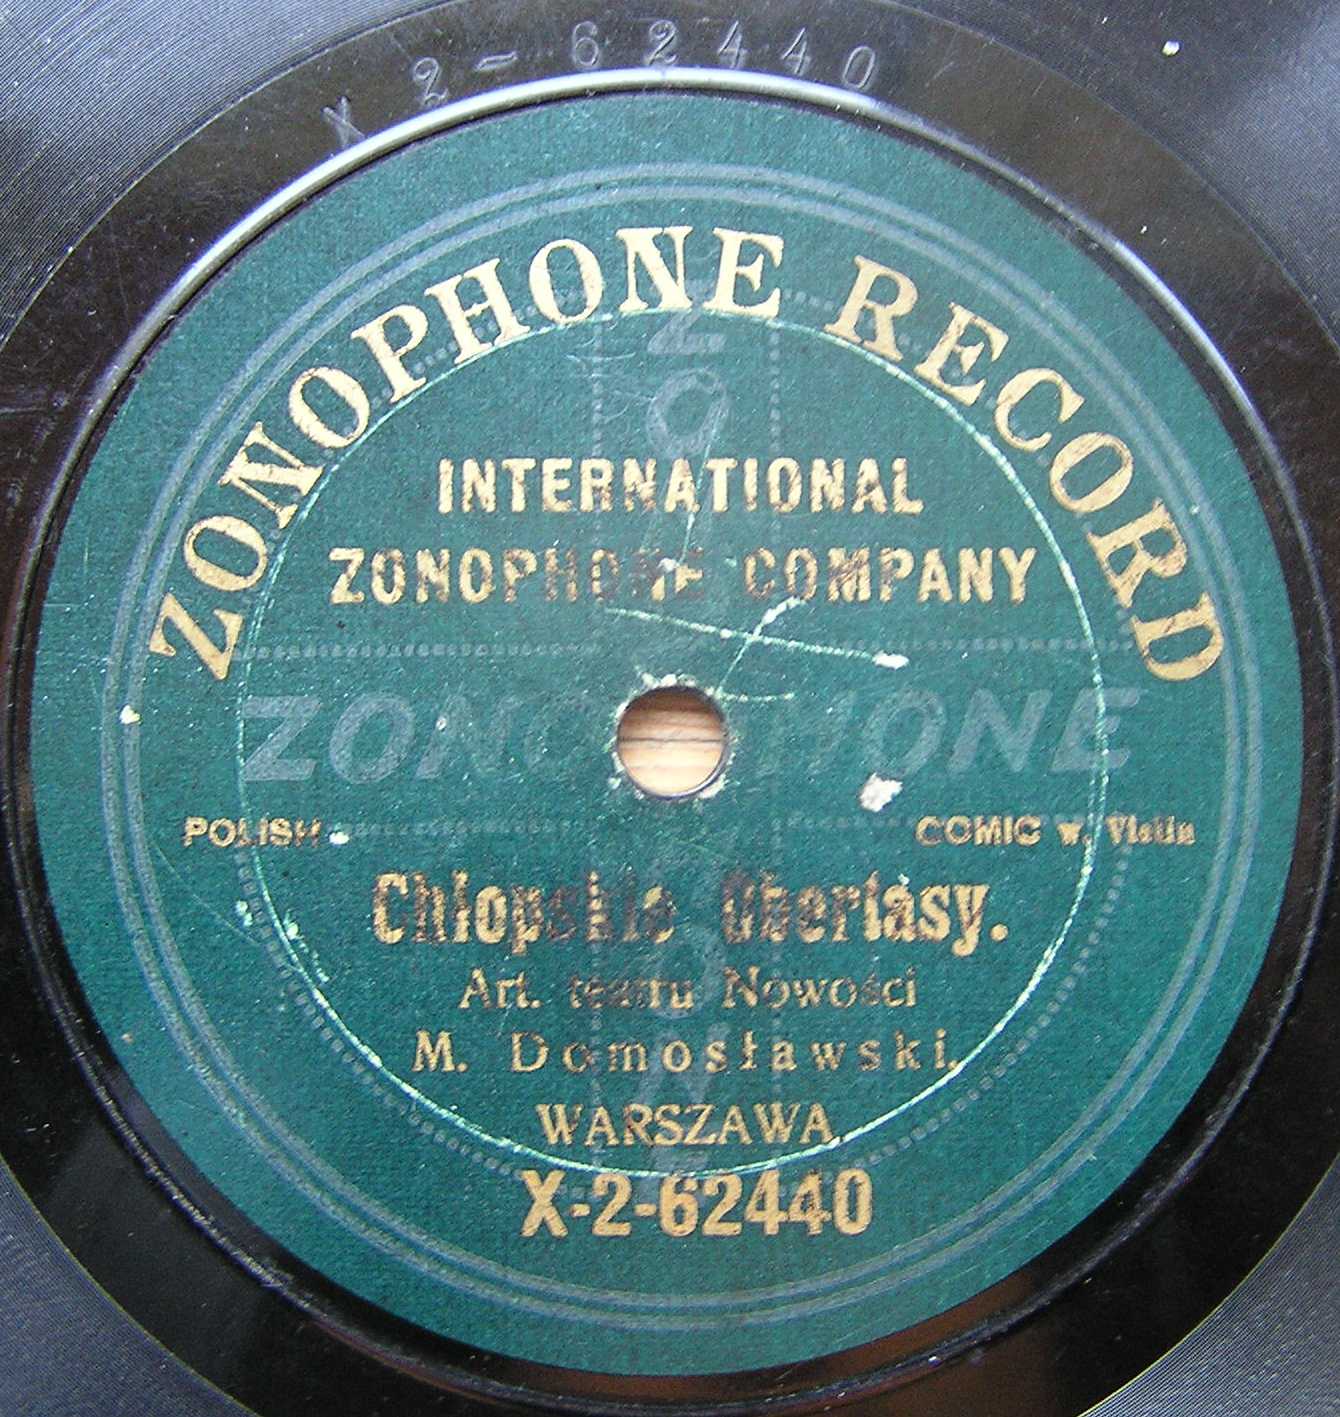 X 2-62440
ZONOPHONE RECORD
INTERNATIONAL
ZONOPHONE COMPANY
ZONOPHONE
POLISH
COMIC w. Violin
Chłopskie Obertasy.
Art. teatru Nowości
M. Domosławski.
WARSZAWA
X-2-62440